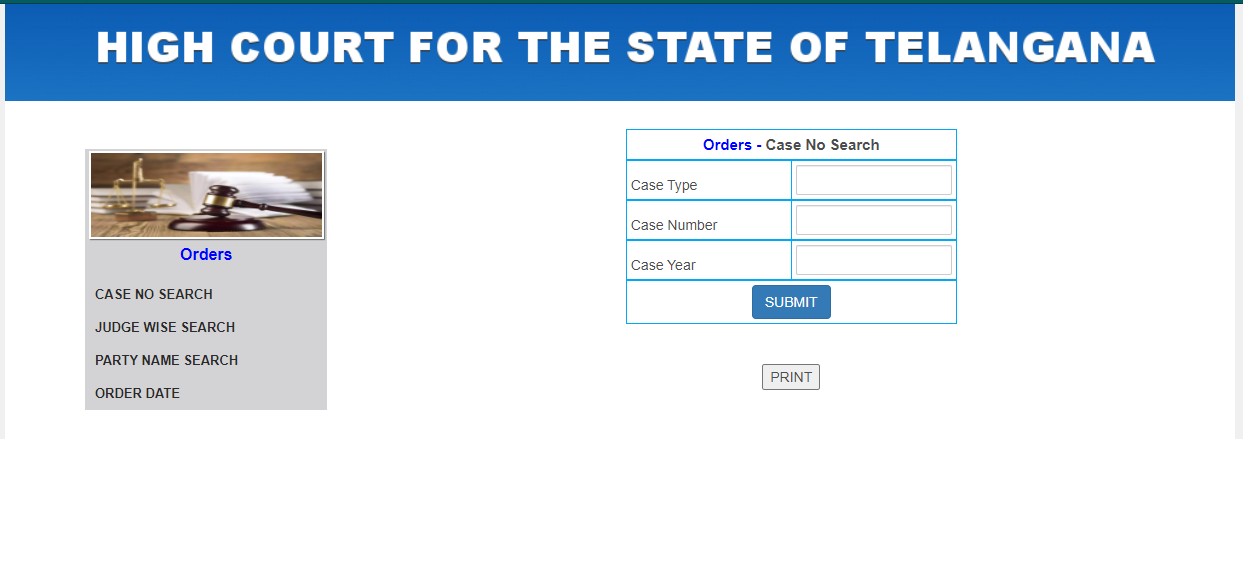 HIGH COURT FOR THE STATE OF TELANGANA
Orders
CASE NO SEARCH
JUDGE WISE SEARCH
PARTY NAME SEARCH
ORDER DATE
Orders - Case No Search
Case Type
Case Number
Case Year
SUBMIT
PRINT